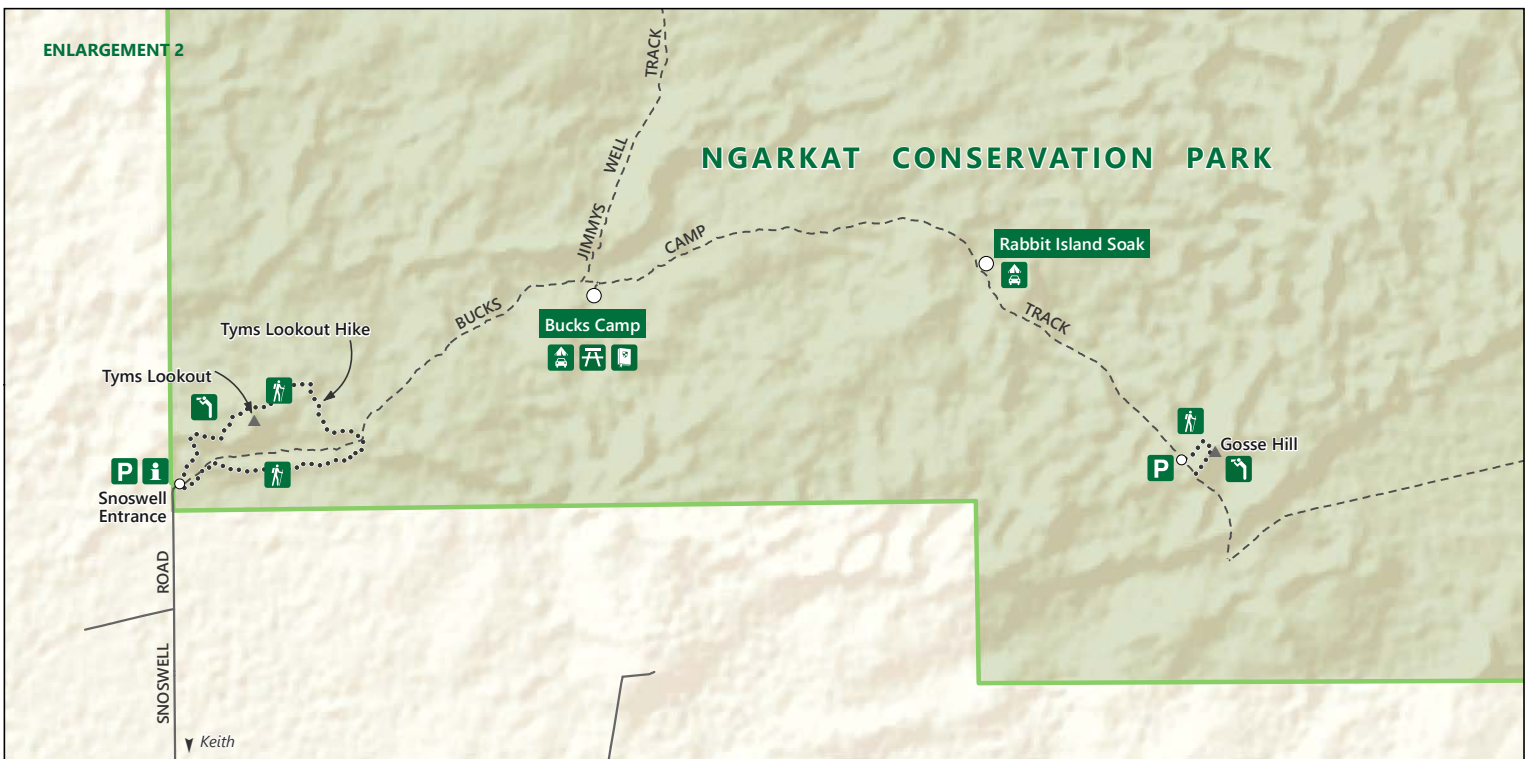 ENLARGEMENT 2
TRACK
WELL
JIMMYS
NGARKAT CONSERVATION PARK
CAMP
Rabbit Island Soak
BUCKS
Bucks Camp
TRACK
Tyms Lookout Hike
Tyms Lookout
Gosse Hill
P
P i
Snoswell
Entrance
ROAD
SNOSWELL
Keith